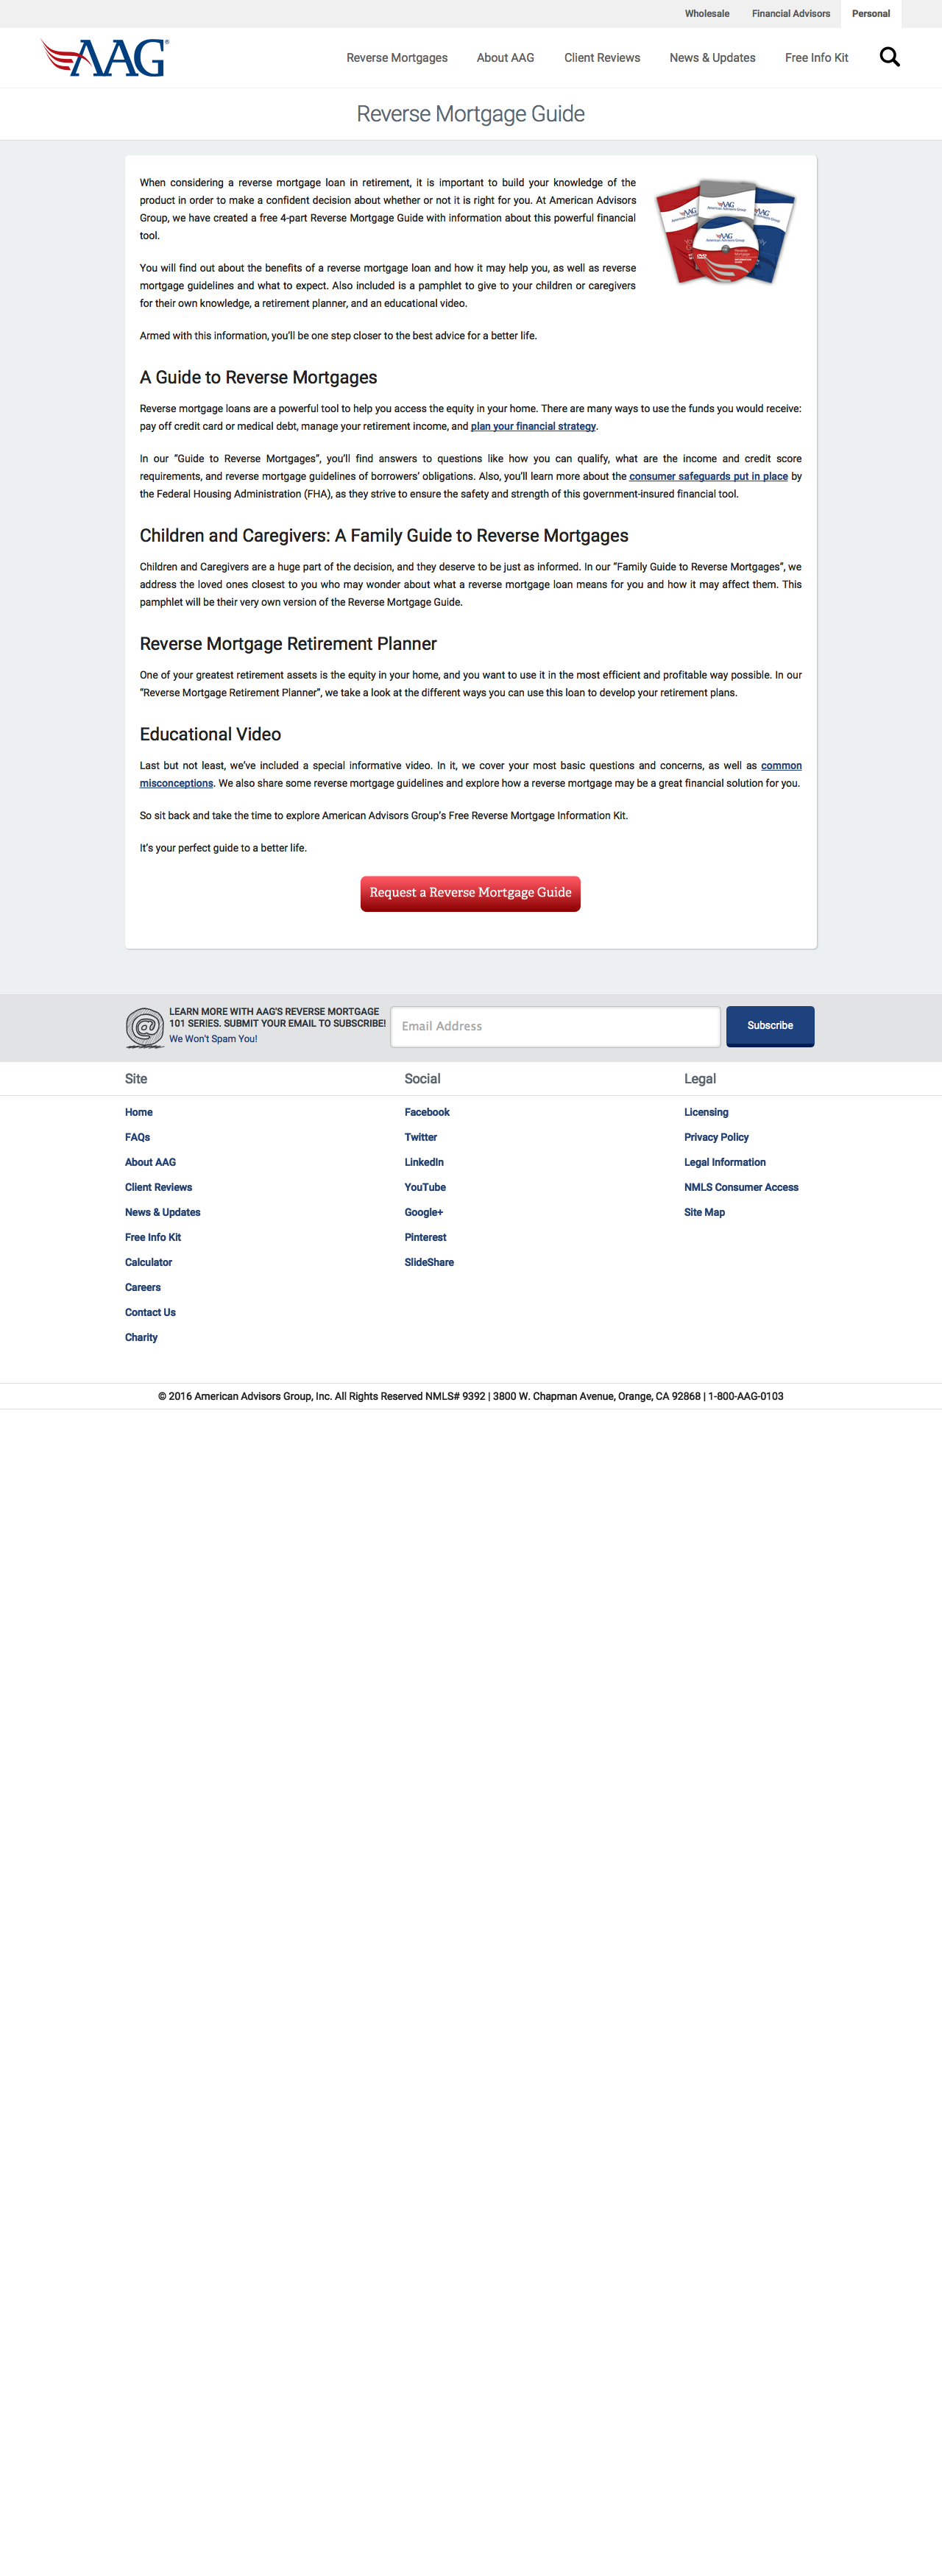 Wholesale Financial Advisors Personal
AAG®
Reverse Mortgages About AAG Client Reviews News & Updates Free Info Kit
Reverse Mortgage Guide
When considering a reverse mortgage loan in retirement, it is important to build your knowledge of the
product in order to make a confident decision about whether or not it is right for you. At American Advisors
Group, we have created a free 4-part Reverse Mortgage Guide with information about this powerful financial
tool.
AAG
AAG
American Advisors Group
AAG
AAG
American Advisors Group
DVD
You will find out about the benefits of a reverse mortgage loan and how it may help you, as well as reverse
mortgage guidelines and what to expect. Also included is a pamphlet to give to your children or caregivers
for their own knowledge, a retirement planner, and an educational video.
Armed with this information, you'll be one step closer to the best advice for a better life.
A Guide to Reverse Mortgages
Reverse mortgage loans are a powerful tool to help you access the equity in your home. There are many ways to use the funds you would receive:
pay off credit card or medical debt, manage your retirement income, and plan your financial strategy.
In our “Guide to Reverse Mortgages”, you’ll find answers to questions like how you can qualify, what are the income and credit score
requirements, and reverse mortgage guidelines of borrowers’ obligations. Also, you’ll learn more about the consumer safeguards put in place by
the Federal Housing Administration (FHA), as they strive to ensure the safety and strength of this government-insured financial tool.
Children and Caregivers: A Family Guide to Reverse Mortgages
Children and Caregivers are a huge part of the decision, and they deserve to be just as informed. In our “Family Guide to Reverse Mortgages”, we
address the loved ones closest to you who may wonder about what a reverse mortgage loan means for you and how it may affect them. This
pamphlet will be their very own version of the Reverse Mortgage Guide.
Reverse Mortgage Retirement Planner
One of your greatest retirement assets is the equity in your home, and you want to use it in the most efficient and profitable way possible. In our
“Reverse Mortgage Retirement Planner”, we take a look at the different ways you can use this loan to develop your retirement plans.
Educational Video
Last but not least, we’ve included a special informative video. In it, we cover your most basic questions and concerns, as well as common
misconceptions. We also share some reverse mortgage guidelines and explore how a reverse mortgage may be a great financial solution for you.
So sit back and take the time to explore American Advisors Group’s Free Reverse Mortgage Information Kit.
It’s your perfect guide to a better life.
Request a Reverse Mortgage Guide
LEARN MORE WITH AAG'S REVERSE MORTGAGE
101 SERIES. SUBMIT YOUR EMAIL TO SUBSCRIBE!
We Won't Spam You!
Email Address
Subscribe
Site
Home
FAQs
About AAG
Client Reviews
News & Updates
Free Info Kit
Calculator
Careers
Contact Us
Charity
Social
Facebook
Twitter
LinkedIn
YouTube
Google+
Pinterest
SlideShare
Legal
Licensing
Privacy Policy
Legal Information
NMLS Consumer Access
Site Map
© 2016 American Advisors Group, Inc. All Rights Reserved NMLS# 9392 | 3800 W. Chapman Avenue, Orange, CA 92868 | 1-800-AAG-0103